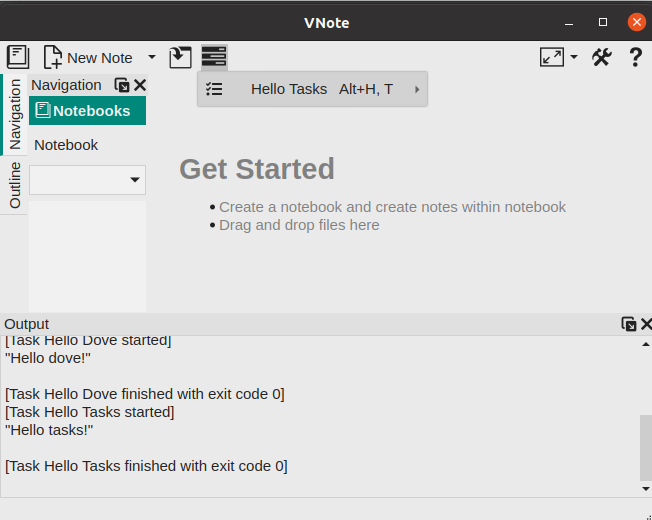 VNote
New Note
Navigation
Outline
Navigation
Notebooks
Notebook
Hello Tasks Alt+H, T
Get Started
Create a notebook and create notes within notebook
Drag and drop files here
Output
[Task Hello Dove started]
"Hello dove!"
[Task Hello Dove finished with exit code 0]
[Task Hello Tasks started]
"Hello tasks!"
[Task Hello Tasks finished with exit code 0]